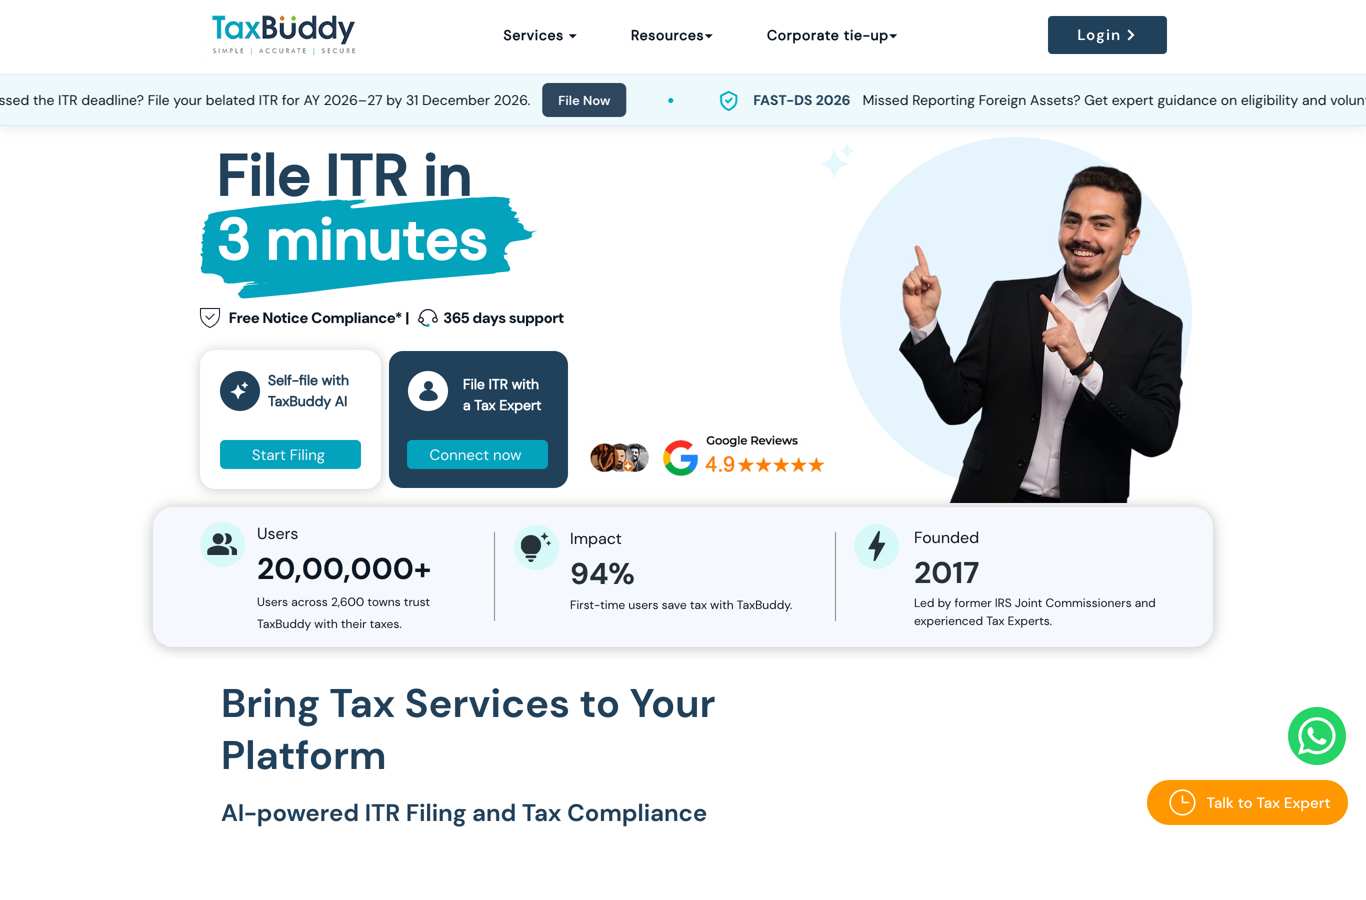 TaxBuddy
SIMPLE | ACCURATE | SECURE
Services
Resources
Corporate tie-up
Login
the ITR deadline? File your belated ITR for AY 2026–27 by 31 December 2026.
File Now
FAST-DS 2026 Missed Reporting Foreign Assets? Get expert guidance on eligibility and
File ITR in
3 minutes
Free Notice Compliance* |
365 days support
Self-file with
TaxBuddy AI
Start Filing
File ITR with
a Tax Expert
Connect now
Google Reviews
4.9
Users
20,00,000+
Users across 2,600 towns trust
TaxBuddy with their taxes.
Impact
94%
First-time users save tax with TaxBuddy.
Founded
2017
Led by former IRS Joint Commissioners and
experienced Tax Experts.
Bring Tax Services to Your
Platform
AI-powered ITR Filing and Tax Compliance
Talk to Tax Expert